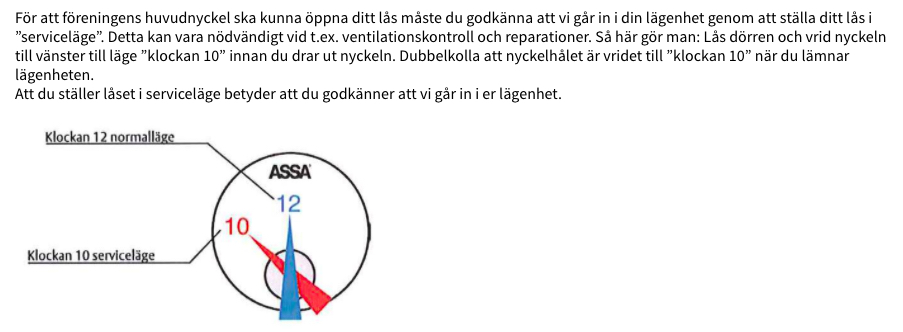 För att föreningens huvudnyckel ska kunna öppna ditt lås måste du godkänna att vi går in i din lägenhet genom att ställa ditt lås i
”serviceläge”. Detta kan vara nödvändigt vid t.ex. ventilationskontroll och reparationer. Så här gör man: Lås dörren och vrid nyckeln
till vänster till läge ”klockan 10” innan du drar ut nyckeln. Dubbelkolla att nyckelhålet är vridet till ”klockan 10” när du lämnar
lägenheten.
Att du ställer låset i serviceläge betyder att du godkänner att vi går in i er lägenhet.
Klockan 12 normalläge
ASSA
12
10
Klockan 10 serviceläge